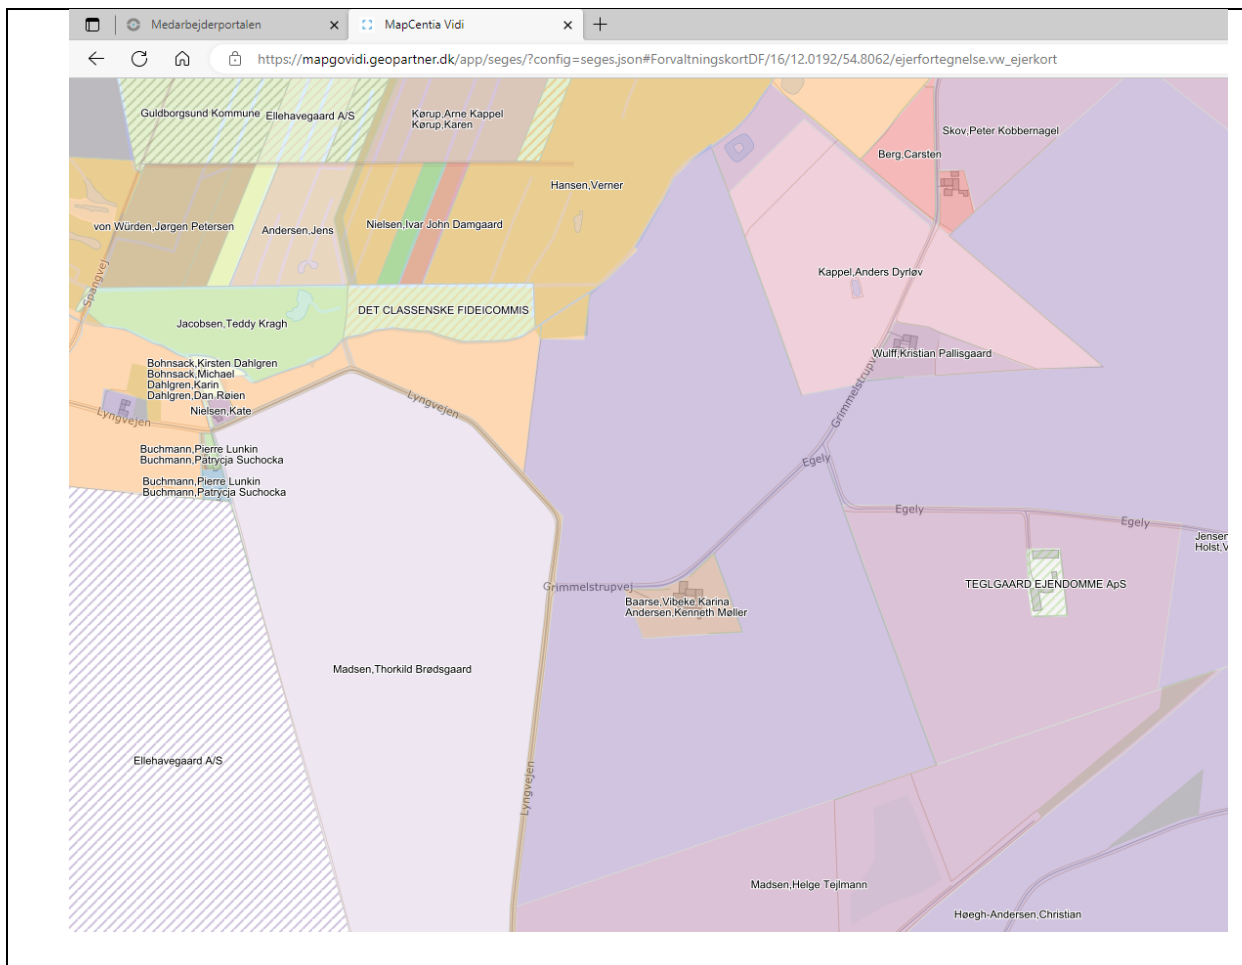 Medarbejderportalen
MapCentia Vidi
https://mapgovidi.geopartner.dk/app/seges/?config=seges.json#ForvaltningskortDF/16/12.0192/54.8062/ejerfortegnelse.vw_ejerkort
Guldborgsund Kommune
Ellehavegaard A/S
Kørup,Arne Kappel
Kørup,Karen
Skov,Peter Kobbernagel
Berg,Carsten
Hansen,Verner
von Würden,Jørgen Petersen
Andersen,Jens
Nielsen,Ivar John Damgaard
Kappel,Anders Dyrløv
Spangvej
DET CLASSENSKE FIDEICOMMIS
Jacobsen,Teddy Kragh
Wulff,Kristian Pallisgaard
Bohnsack,Kirsten Dahlgren
Bohnsack,Michael
Dahlgren,Karin
Dahlgren,Dan Røien
Nielsen,Kate
Lyngvejen
Lyngvejen
Grimmelstrupvej
Buchmann,Pierre Lunkin
Buchmann,Patrycja Suchocka
Egely
Buchmann,Pierre Lunkin
Buchmann,Patrycja Suchocka
Egely
Egely
Jensen
Holst,V
TEGLGAARD EJENDOMME ApS
Grimmelstrupvej
Baarse,Vibeke Karina
Andersen,Kenneth Møller
Madsen,Thorkild Brødsgaard
Ellehavegaard A/S
Lyngvejen
Madsen,Helge Tejlmann
Høegh-Andersen,Christian